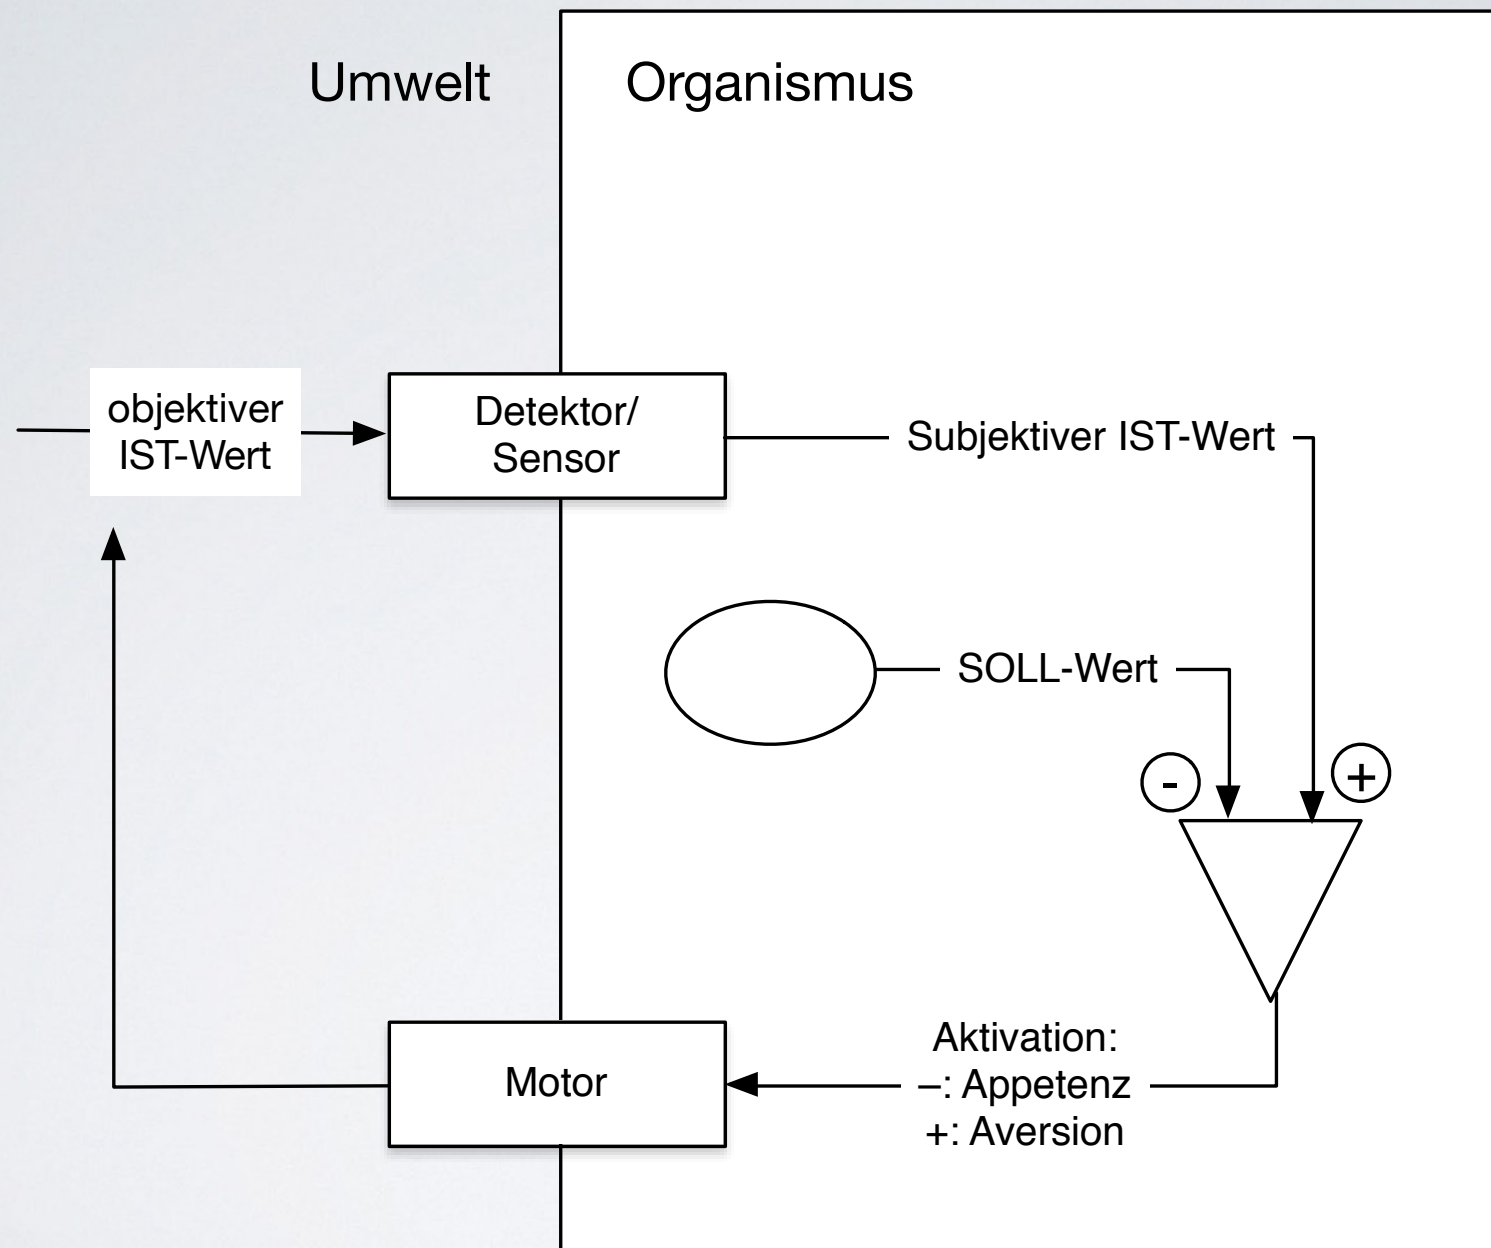 Umwelt
Organismus
objektiver
IST-Wert
Detektor/
Sensor
Subjektiver IST-Wert
SOLL-Wert
-
+
Aktivation:
–: Appetenz
+: Aversion
Motor